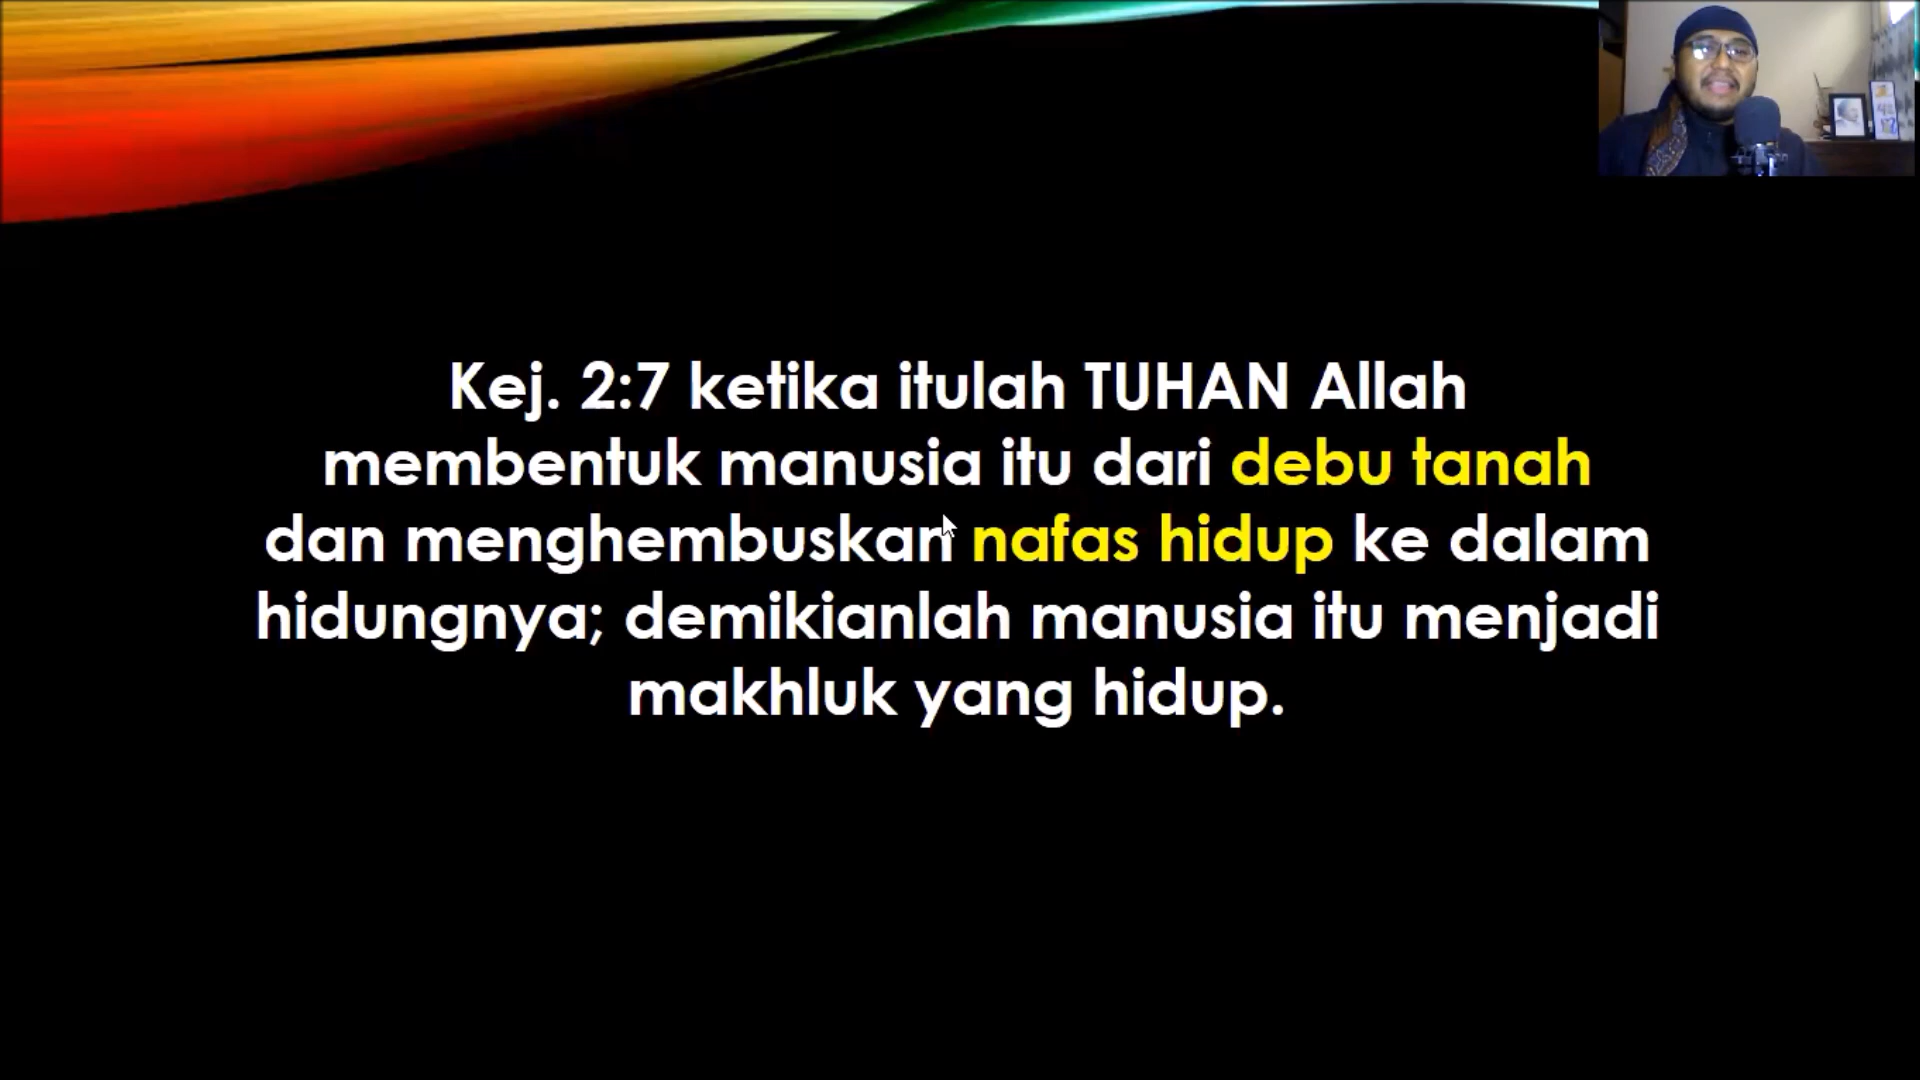 Kej. 2:7 ketika itulah TUHAN Allah
membentuk manusia itu dari debu tanah
dan menghembuskan nafas hidup ke dalam
hidungnya; demikianlah manusia itu menjadi
makhluk yang hidup.